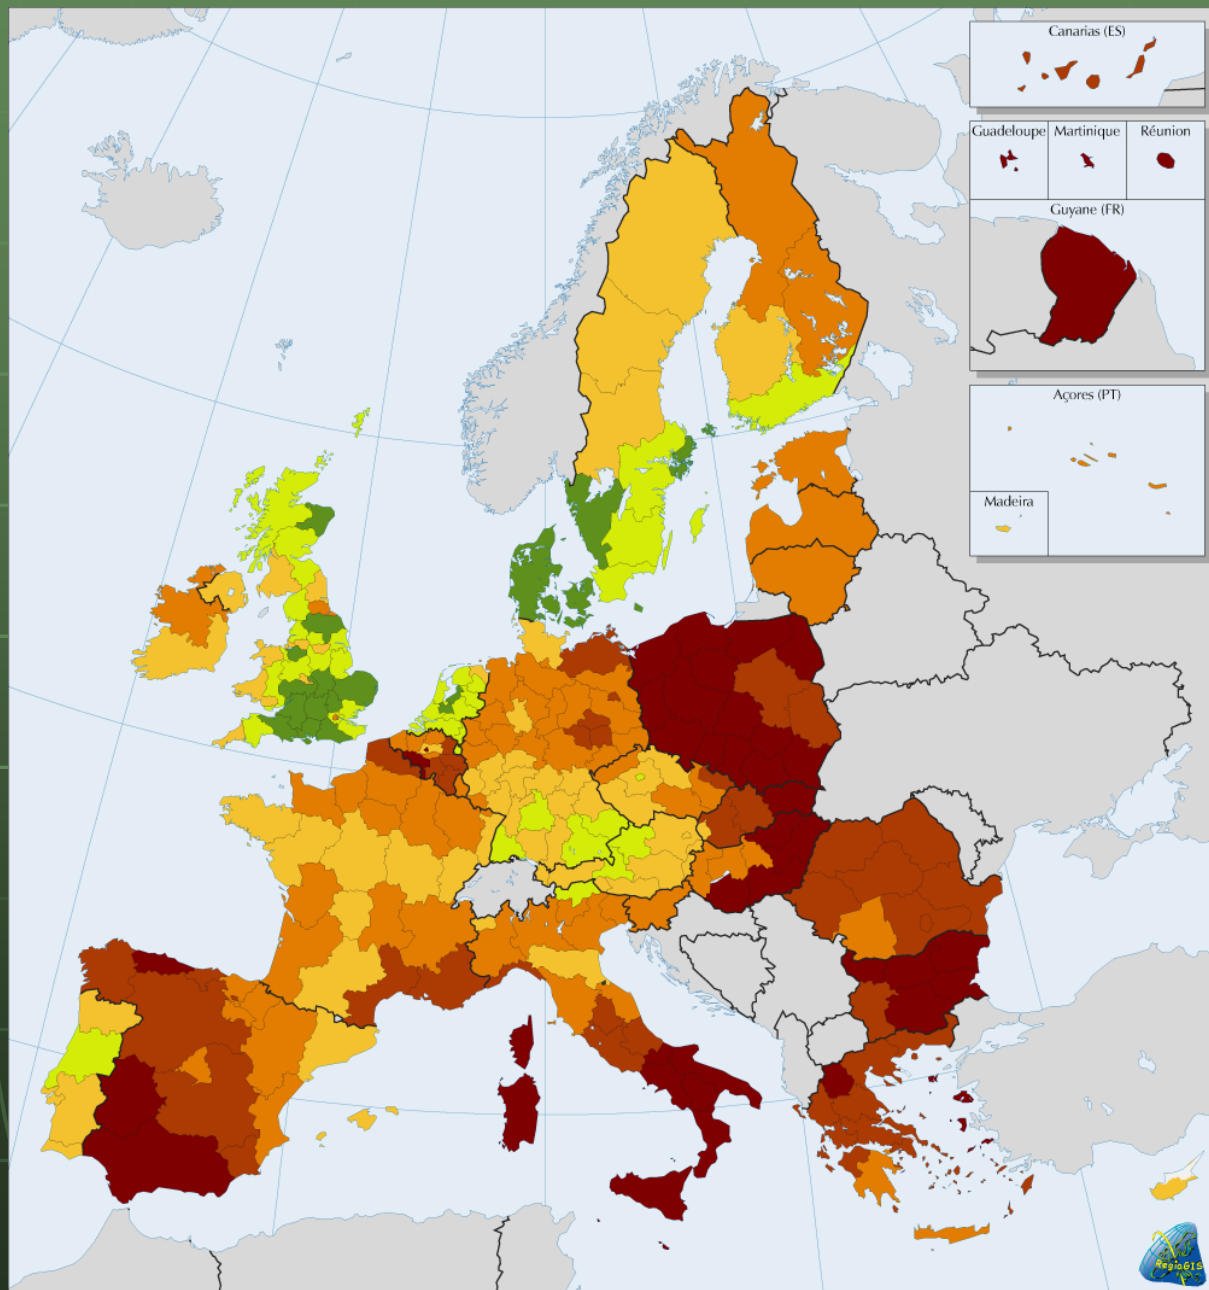 Canarias (ES)
Guadeloupe
Martinique
Réunion
Guyane (FR)
Açores (PT)
Madeira
RegioGIS